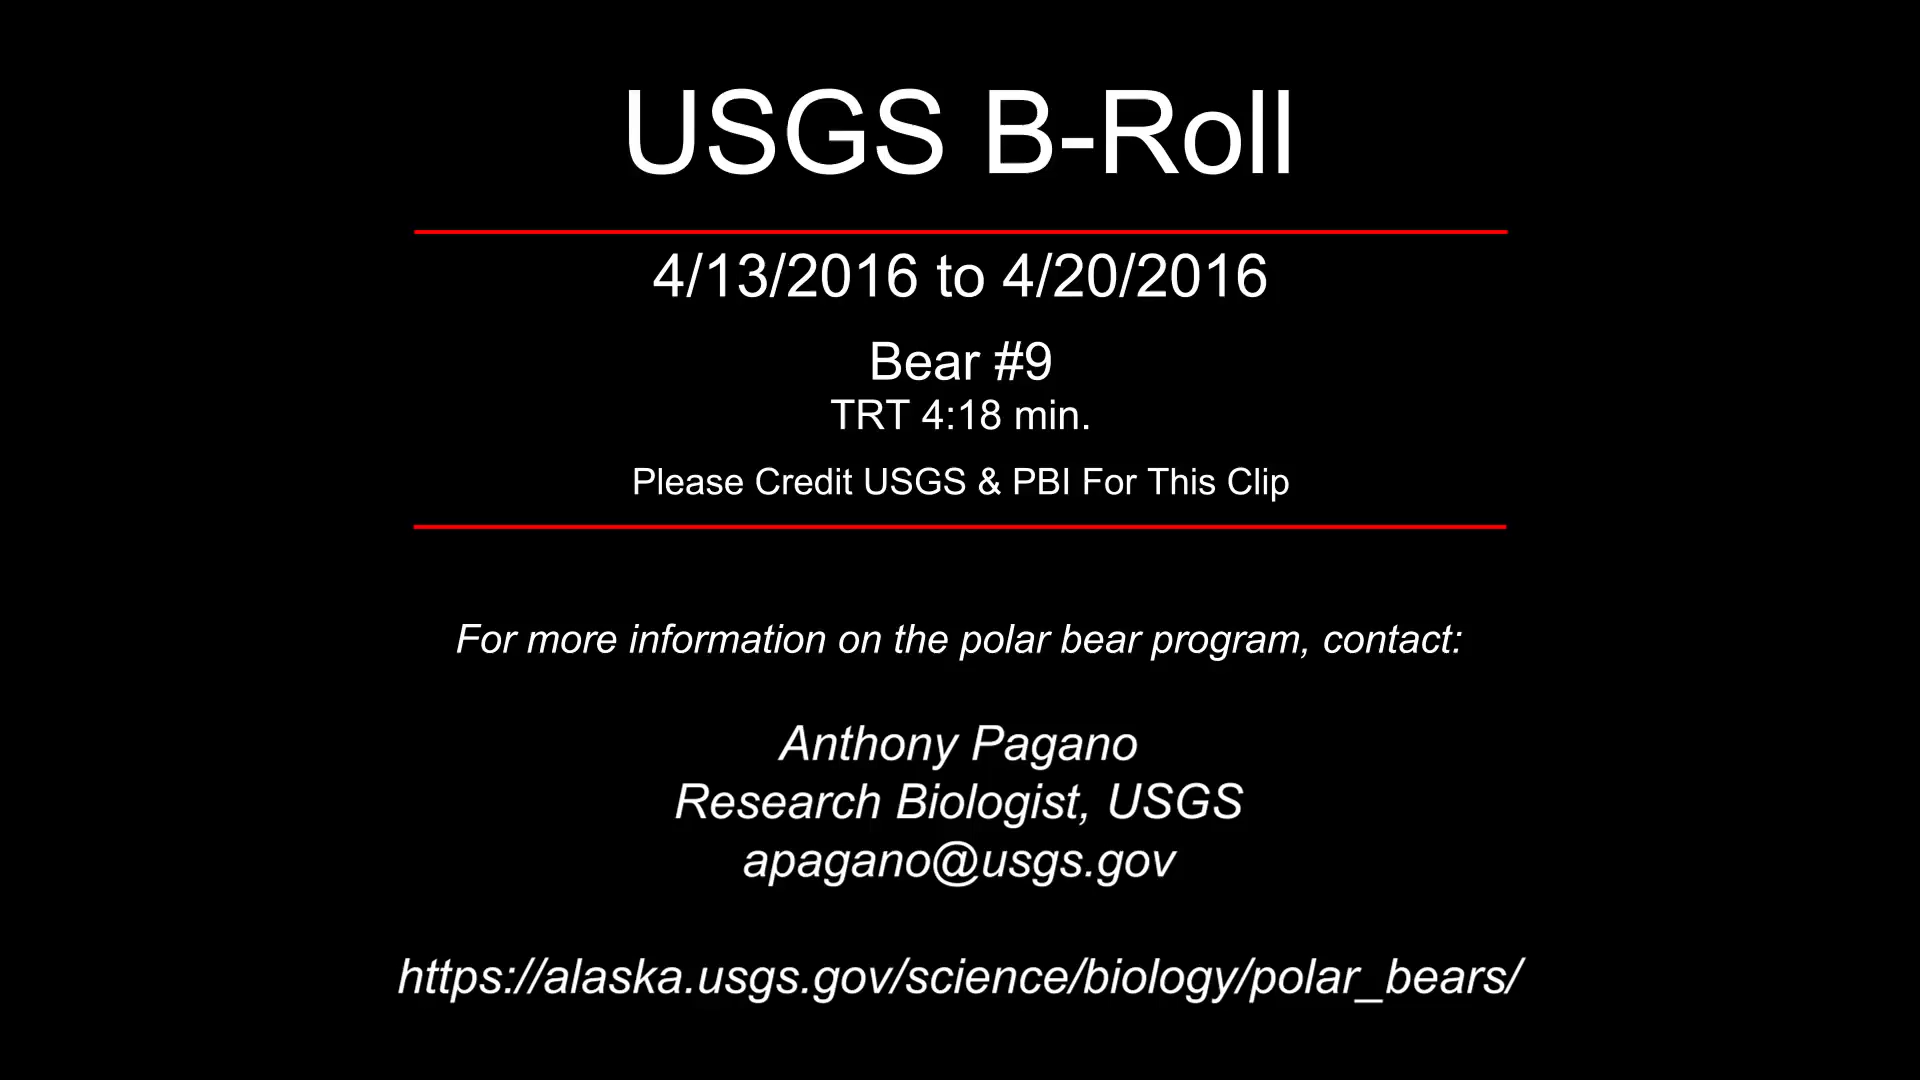 USGS B-Roll
4/13/2016 to 4/20/2016
Bear #9
TRT 4:18 min.
Please Credit USGS & PBI For This Clip
For more information on the polar bear program, contact:
Anthony Pagano
Research Biologist, USGS
apagano@usgs.gov
https://alaska.usgs.gov/science/biology/polar_bears/